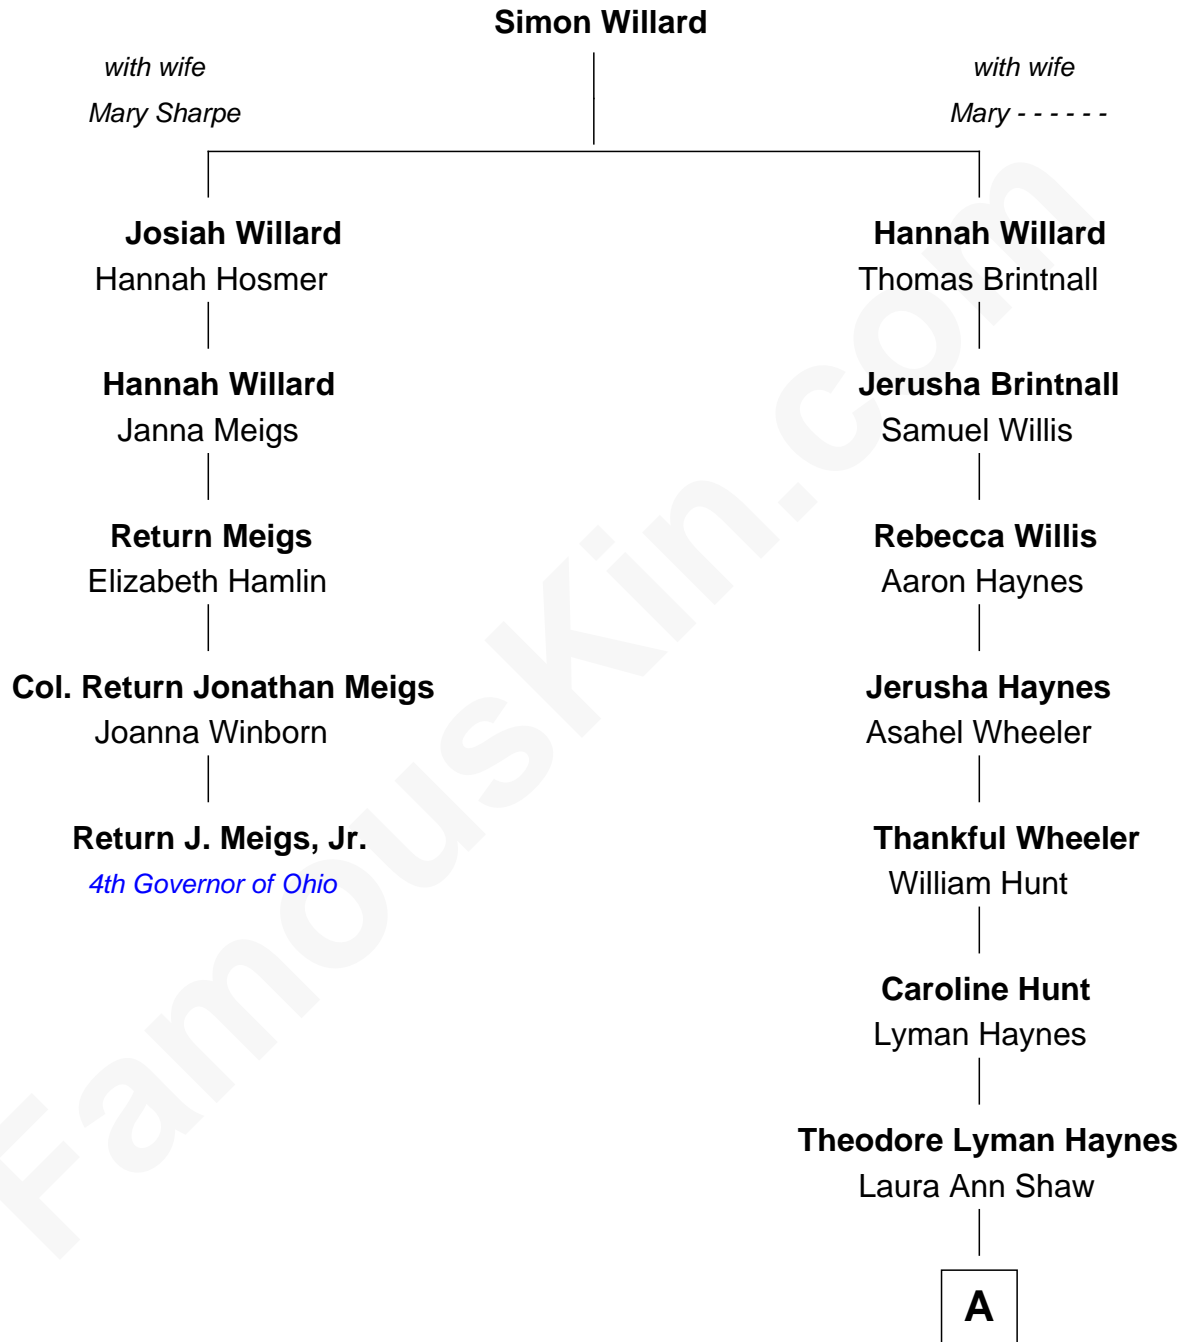 Simon Willard
with wife
Mary Sharpe
with wife
Mary - - - - - -
Josiah Willard
Hannah Hosmer
Hannah Willard
Janna Meigs
Return Meigs
Elizabeth Hamlin
Col. Return Jonathan Meigs
Joanna Winborn
Return J. Meigs, Jr.
4th Governor of Ohio
Hannah Willard
Thomas Brintnall
Jerusha Brintnall
Samuel Willis
Rebecca Willis
Aaron Haynes
Jerusha Haynes
Asahel Wheeler
Thankful Wheeler
William Hunt
Caroline Hunt
Lyman Haynes
Theodore Lyman Haynes
Laura Ann Shaw
A
FamousKin.com